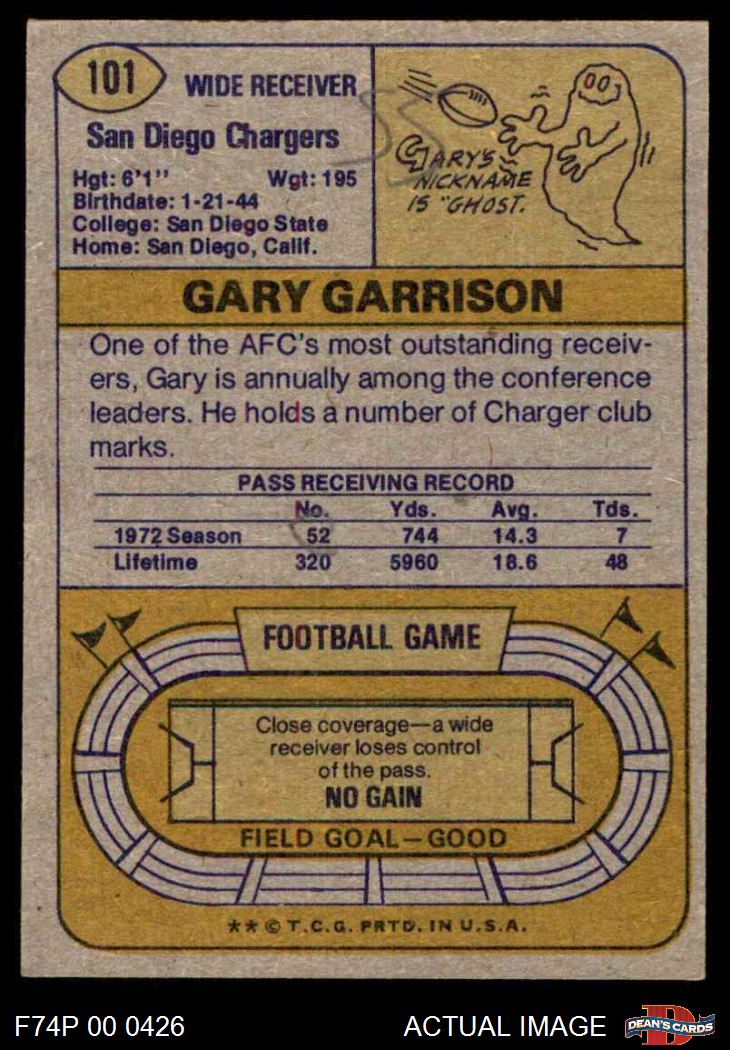 101
WIDE RECEIVER
San Diego Chargers
Hgt: 6'1" Wgt: 195
Birthdate: 1-21-44
College: San Diego State
Home: San Diego, Calif.
55
GARY'S
NICKNAME
IS "GHOST.
GARY GARRISON
One of the AFC's most outstanding receiv-
ers, Gary is annually among the conference
leaders. He holds a number of Charger club
marks.
PASS RECEIVING RECORD
No. Yds. Avg. Tds.
1972 Season 52 744 14.3 7
Lifetime 320 5960 18.6 48
FOOTBALL GAME
Close coverage—a wide
receiver loses control
of the pass.
NO GAIN
FIELD GOAL—GOOD
** © T.C.G. PRTD. IN U.S.A.
F74P 00 0426 ACTUAL IMAGE
D
DEAN'S CARDS